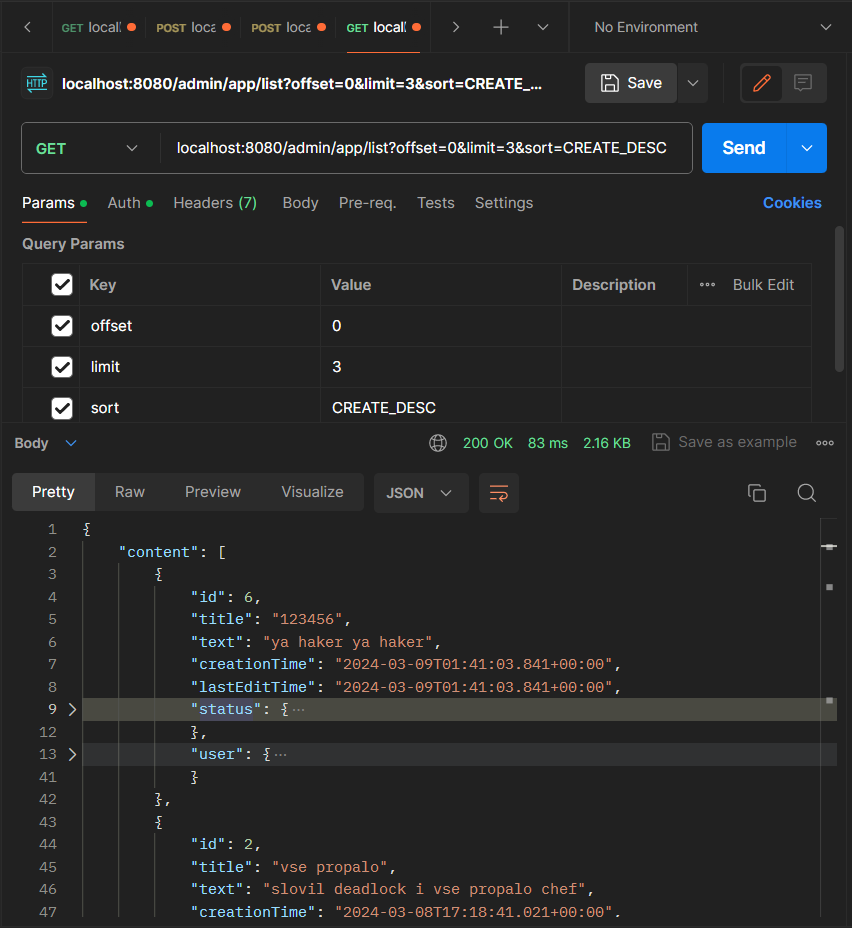 GET local
POST loca
POST loca
GET local
No Environment
HTTP
localhost:8080/admin/app/list?offset=0&limit=3&sort=CREATE_...
Save
GET
localhost:8080/admin/app/list?offset=0&limit=3&sort=CREATE_DESC
Send
Params
Auth
Headers (7)
Body
Pre-req.
Tests
Settings
Cookies
Query Params
Key Value Description Bulk Edit
offset 0
limit 3
sort CREATE_DESC
Body
200 OK 83 ms 2.16 KB
Save as example
Pretty Raw Preview Visualize JSON
1 {
2 "content": [
3 {
4 "id": 6,
5 "title": "123456",
6 "text": "ya haker ya haker",
7 "creationTime": "2024-03-09T01:41:03.841+00:00",
8 "lastEditTime": "2024-03-09T01:41:03.841+00:00",
9 "status": { ...
12 },
13 "user": { ...
41 }
42 },
43 {
44 "id": 2,
45 "title": "vse propalo",
46 "text": "slovil deadlock i vse propalo chef",
47 "creationTime": "2024-03-08T17:18:41.021+00:00",